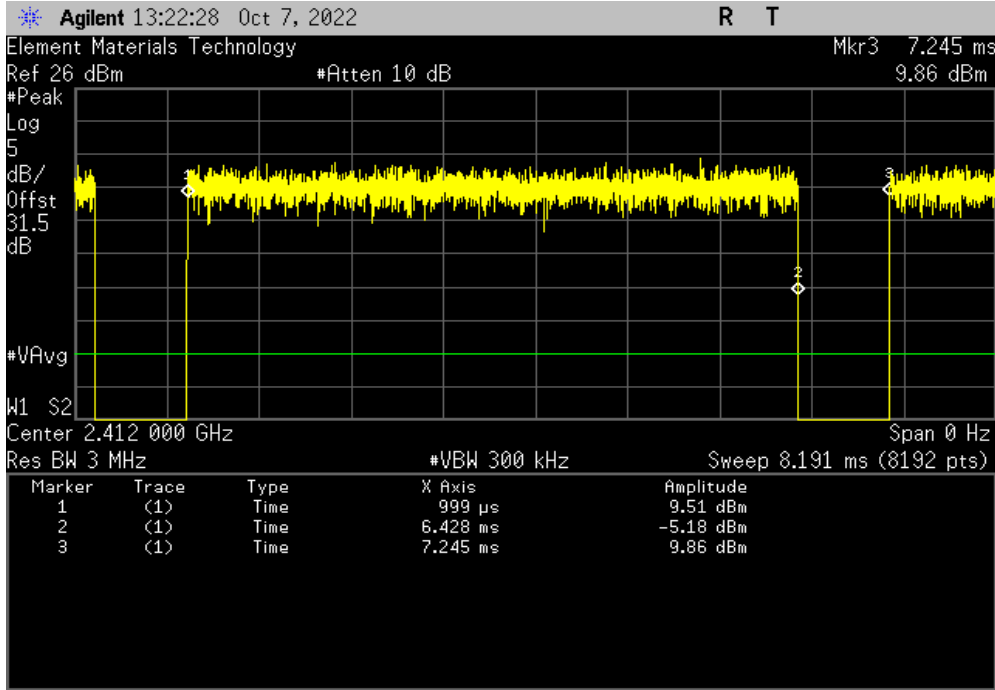 Agilent 13:22:28 Oct 7, 2022 R T
Element Materials Technology Mkr3 7.245 ms
Ref 26 dBm #Atten 10 dB 9.86 dBm
#Peak
Log
5
dB/
Offst
31.5
dB
1
3
2
#VAvg
W1 S2
Center 2.412 000 GHz Span 0 Hz
Res BW 3 MHz #VBW 300 kHz Sweep 8.191 ms (8192 pts)
Marker Trace Type X Axis Amplitude
1 (1) Time 999 µs 9.51 dBm
2 (1) Time 6.428 ms -5.18 dBm
3 (1) Time 7.245 ms 9.86 dBm